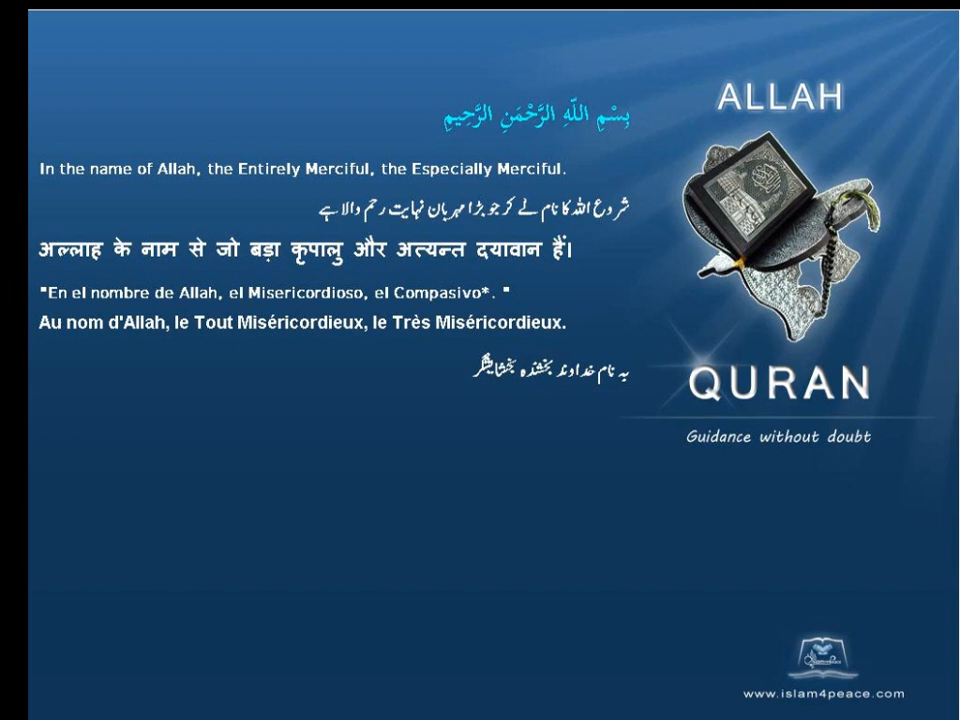 بِسْمِ اللّهِ الرَّحْمَنِ الرَّحِيمِ
In the name of Allah, the Entirely Merciful, the Especially Merciful.
شروع اللہ کا نام لے کر جو بڑا مہربان نہایت رحم والا ہے
अल्लाह के नाम से जो बड़ा कृपालु और अत्यन्त दयावान हैं।
"En el nombre de Allah, el Misericordioso, el Compasivo*. "
Au nom d'Allah, le Tout Miséricordieux, le Très Miséricordieux.
به نام خداوند بخشنده بخشایشگر
ALLAH
QURAN
Guidance without doubt
www.islam4peace.com